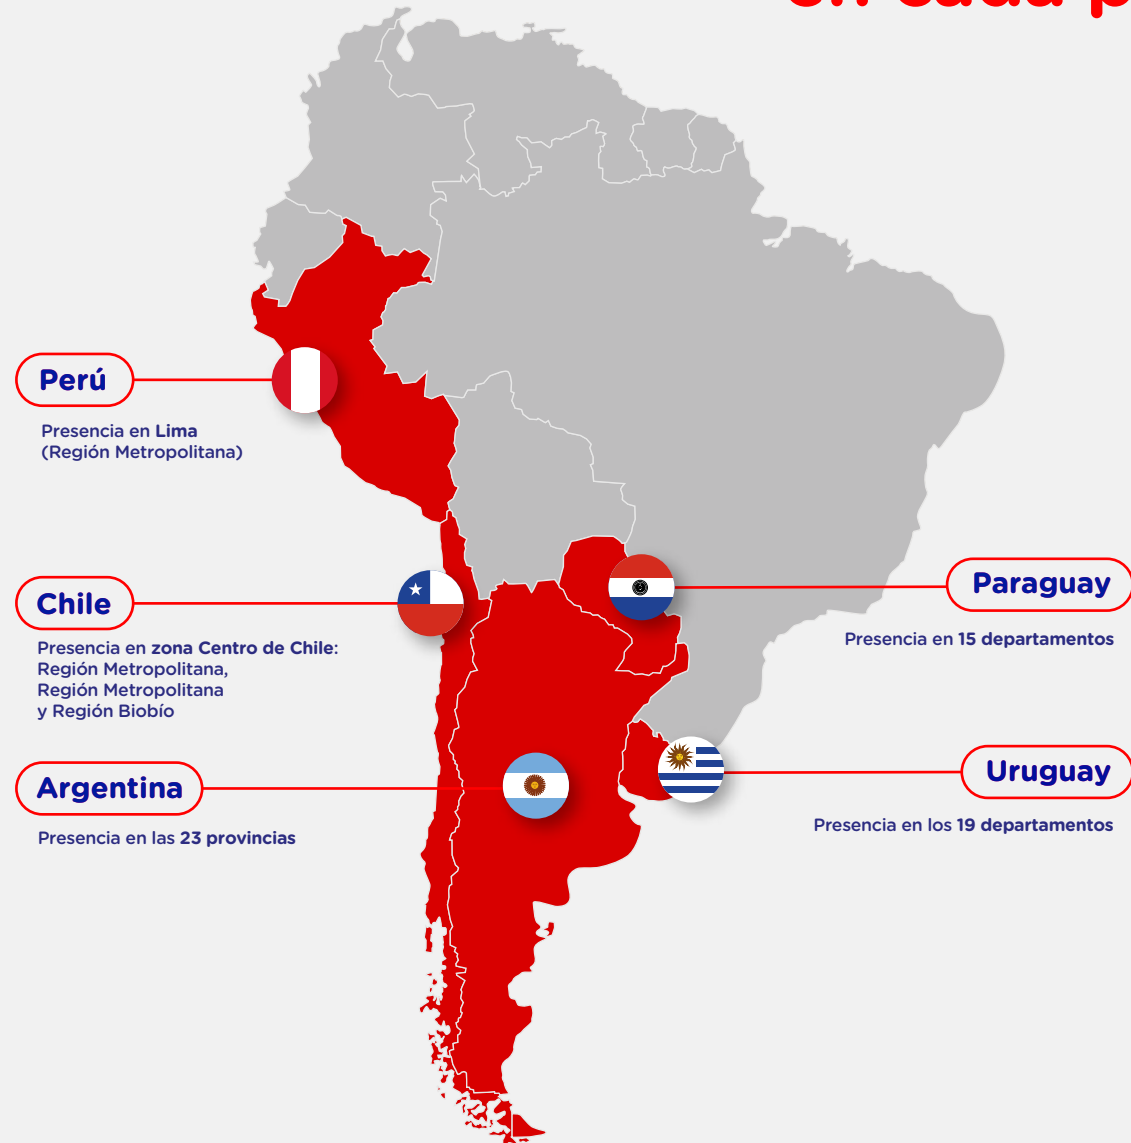 Perú
Presencia en Lima
(Región Metropolitana)
Chile
Presencia en zona Centro de Chile:
Región Metropolitana,
Región Metropolitana
y Región Biobío
Argentina
Presencia en las 23 provincias
Paraguay
Presencia en 15 departamentos
Uruguay
Presencia en los 19 departamentos